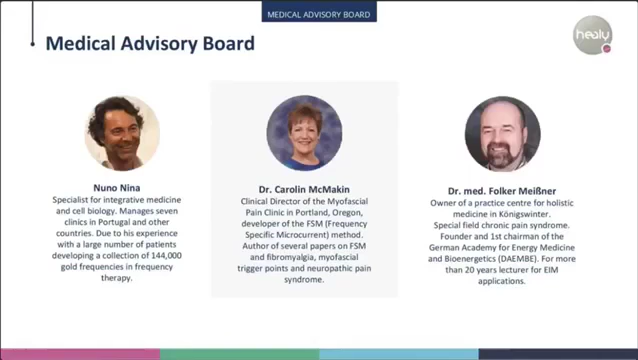 MEDICAL ADVISORY BOARD
healy
Medical Advisory Board
Nuno Nina
Specialist for integrative medicine
and cell biology. Manages seven
clinics in Portugal and other
countries. Due to his experience
with a large number of patients
developing a collection of 144,000
gold frequencies in frequency
therapy.
Dr. Carolin McMakin
Clinical Director of the Myofascial
Pain Clinic in Portland, Oregon,
developer of the FSM (Frequency
Specific Microcurrent) method.
Author of several papers on FSM
and fibromyalgia, myofascial
trigger points and neuropathic pain
syndrome.
Dr. med. Folker Meißner
Owner of a practice centre for holistic
medicine in Königswinter.
Special field chronic pain syndrome.
Founder and 1st chairman of the
German Academy for Energy Medicine
and Bioenergetics (DAEMBE). For more
than 20 years lecturer for EIM
applications.